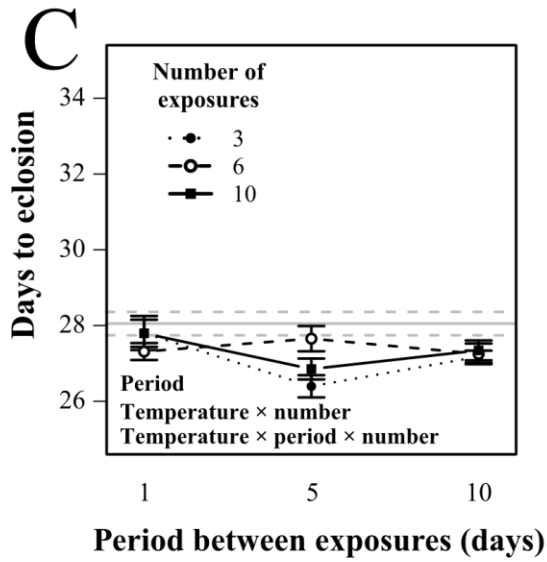 C
Number of
exposures
3
6
10
Days to eclosion
34
32
30
28
26
Period
Temperature × number
Temperature × period × number
1
5
10
Period between exposures (days)